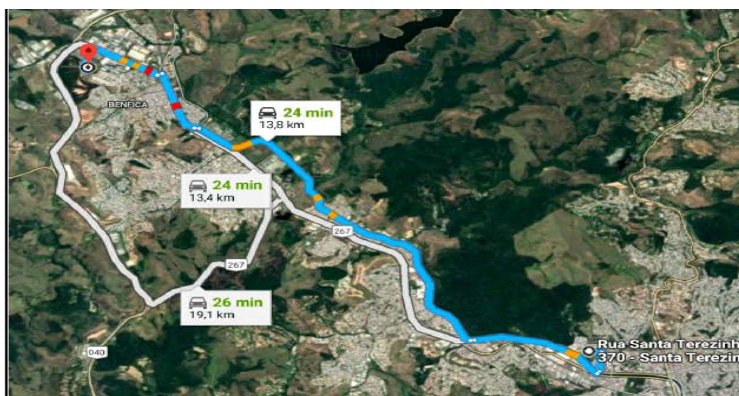 BENFICA
24 min
13,8 km
24 min
13,4 km
267
267
26 min
19,1 km
040
Rua Santa Terezinh
370 - Santa Terezin